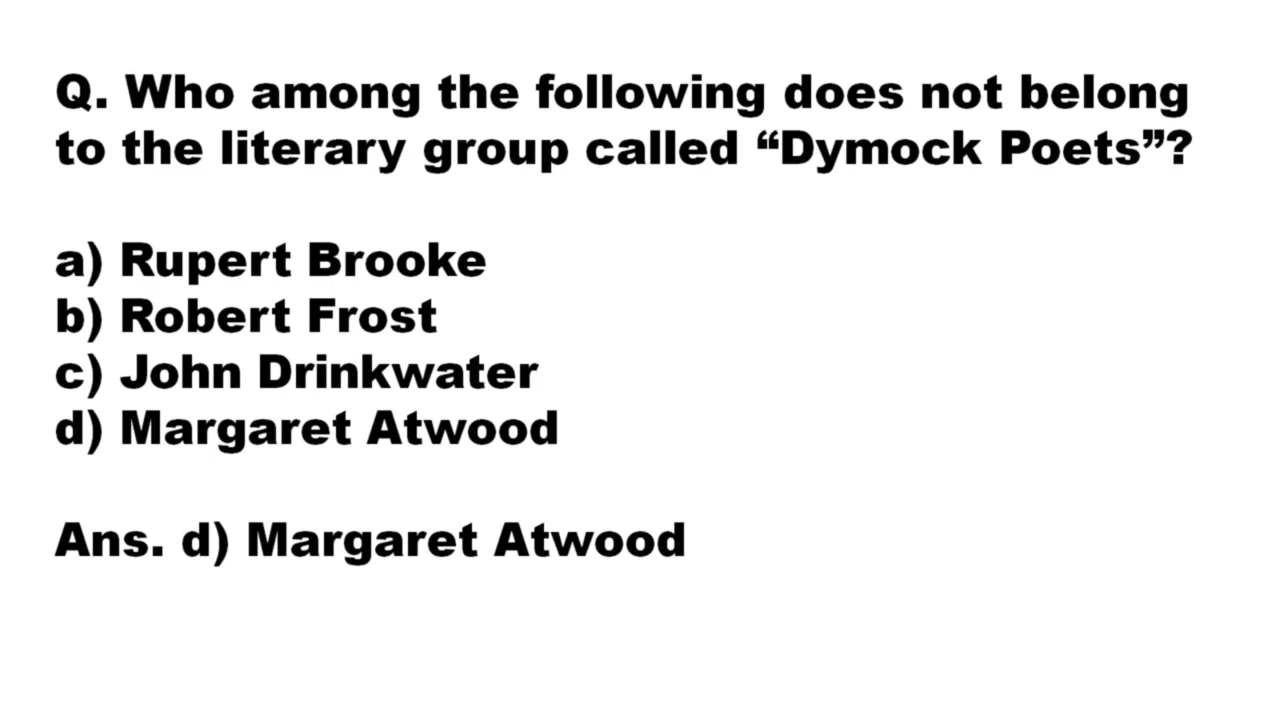 Q. Who among the following does not belong
to the literary group called “Dymock Poets”?
a) Rupert Brooke
b) Robert Frost
c) John Drinkwater
d) Margaret Atwood
Ans. d) Margaret Atwood